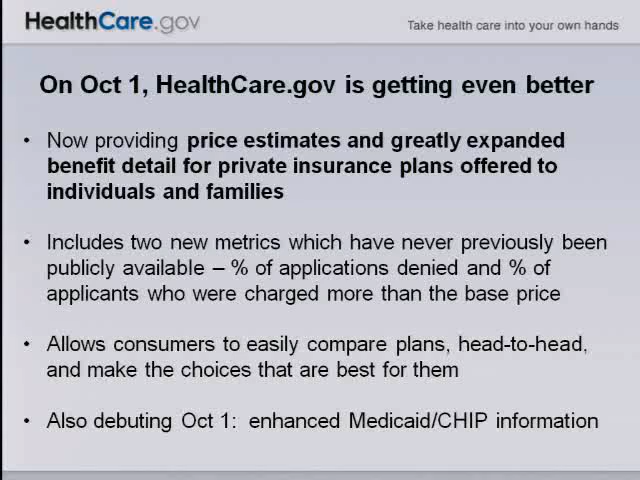 HealthCare.gov
Take health care into your own hands
On Oct 1, HealthCare.gov is getting even better
• Now providing price estimates and greatly expanded
benefit detail for private insurance plans offered to
individuals and families
• Includes two new metrics which have never previously been
publicly available – % of applications denied and % of
applicants who were charged more than the base price
• Allows consumers to easily compare plans, head-to-head,
and make the choices that are best for them
• Also debuting Oct 1:  enhanced Medicaid/CHIP information